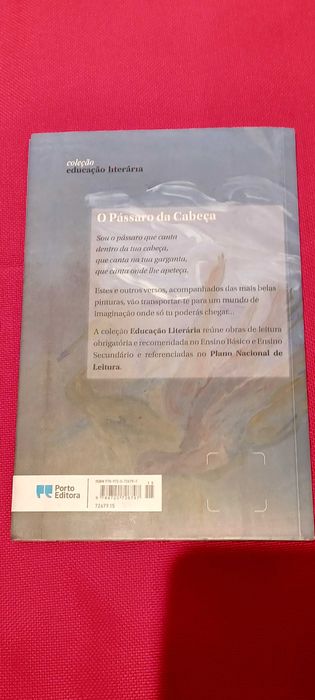 coleção
educação literária
O Pássaro da Cabeça
Sou o pássaro que canta
dentro da tua cabeça,
que canta na tua garganta,
que canta onde lhe apeteça.
Estes e outros versos, acompanhados das mais belas
pinturas, vão transportar-te para um mundo de
imaginação onde só tu poderás chegar...
A coleção Educação Literária reúne obras de leitura
obrigatória e recomendada no Ensino Básico e Ensino
Secundário e referenciadas no Plano Nacional de
Leitura.
Porto
Editora